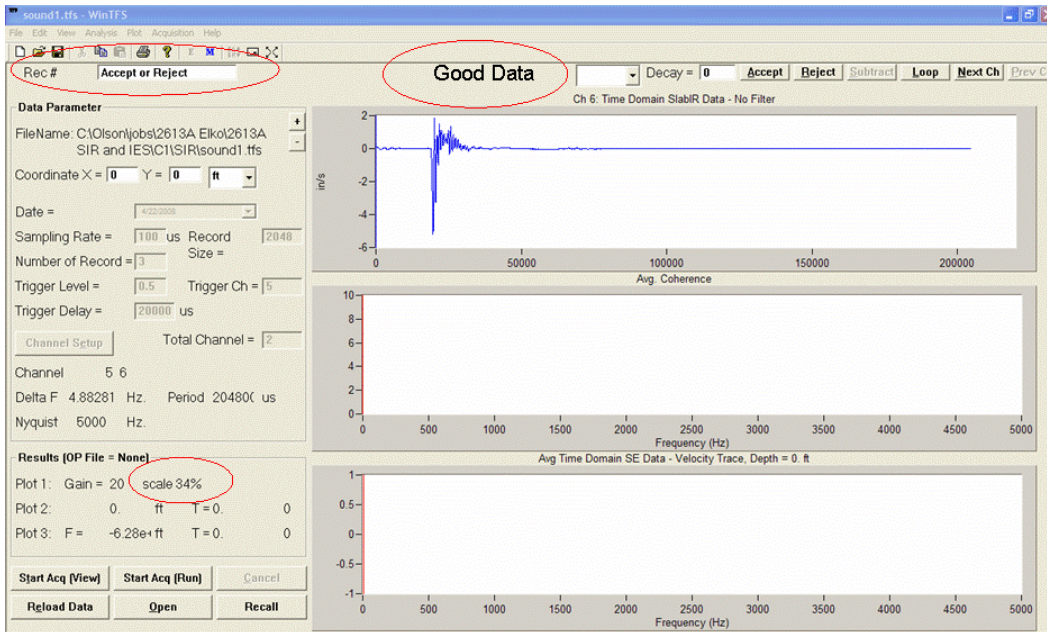 sound1.tfs - WinTFS
File Edit View Analysis Plot Acquisition Help
Rec # Accept or Reject
Good Data
Decay = 0 Accept Reject Subtract Loop Next Ch Prev C
Data Parameter
FileName: C:\Olson\jobs\2613A Elko\2613A
SIR and IES\C1\SIR\sound1.tfs
+
-
Coordinate X = 0 Y = 0 ft
Date = 4/22/2008
Sampling Rate = 100 us Record Size = 2048
Number of Record = 3
Trigger Level = 0.5 Trigger Ch = 5
Trigger Delay = 20000 us
Channel Setup Total Channel = 2
Channel 5 6
Delta F 4.88281 Hz. Period 204800 us
Nyquist 5000 Hz.
Results (OP File = None)
Plot 1: Gain = 20 scale 34%
Plot 2: 0. ft T = 0. 0
Plot 3: F = -6.28e+ ft T = 0. 0
Start Acq (View) Start Acq (Run) Cancel
Reload Data Open Recall
Ch 6: Time Domain SlabIR Data - No Filter
in/s
2
0
-2
-4
-6
0 50000 100000 150000 200000
Avg. Coherence
10
8
6
4
2
0
0 500 1000 1500 2000 2500 3000 3500 4000 4500 5000
Frequency (Hz)
Avg Time Domain SE Data - Velocity Trace, Depth = 0. ft
1
0.5
0
-0.5
-1
0 500 1000 1500 2000 2500 3000 3500 4000 4500 5000
Frequency (Hz)